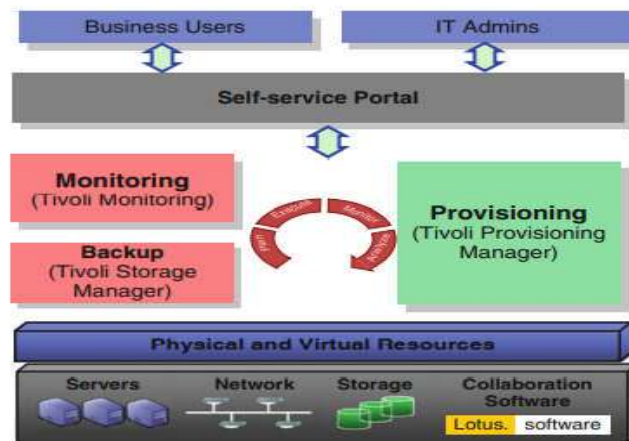 Business Users
IT Admins
Self-service Portal
Monitoring
(Tivoli Monitoring)
Backup
(Tivoli Storage
Manager)
Plan
Execute
Monitor
Analyze
Provisioning
(Tivoli Provisioning
Manager)
Physical and Virtual Resources
Servers
Network
Storage
Collaboration
Software
Lotus. software